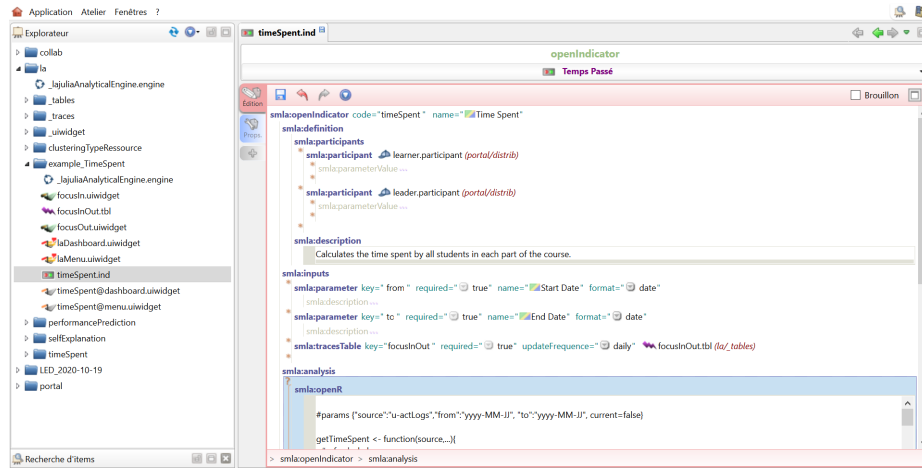 Application Atelier Fenêtres ?
Explorateur
collab
la
_lajuliaAnalyticalEngine.engine
_tables
_traces
_uiwidget
clusteringTypeRessource
example_TimeSpent
_lajuliaAnalyticalEngine.engine
focusIn.uiwidget
focusInOut.tbl
focusOut.uiwidget
laDashboard.uiwidget
laMenu.uiwidget
timeSpent.ind
timeSpent@dashboard.uiwidget
timeSpent@menu.uiwidget
performancePrediction
selfExplanation
timeSpent
LED_2020-10-19
portal
Recherche d'items
timeSpent.ind
openIndicator
Temps Passé
Édition
Props.
Brouillon
smla:openIndicator code="timeSpent " name="Time Spent"
smla:definition
smla:participants
smla:participant learner.participant (portal/distrib)
smla:parameterValue ...
smla:participant leader.participant (portal/distrib)
smla:parameterValue ...
smla:description
Calculates the time spent by all students in each part of the course.
smla:inputs
smla:parameter key=" from " required=" true" name="Start Date" format=" date"
smla:description ...
smla:parameter key=" to " required=" true" name="End Date" format=" date"
smla:description ...
smla:tracesTable key="focusInOut " required=" true" updateFrequence=" daily" focusInOut.tbl (la/_tables)
smla:analysis
smla:openR
#params {"source":"u-actLogs","from":"yyyy-MM-JJ", "to":"yyyy-MM-JJ", current=false}
getTimeSpent <- function(source,...){
> smla:openIndicator > smla:analysis